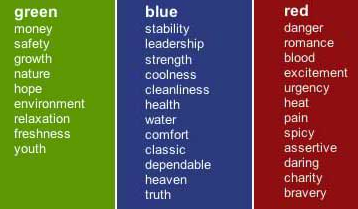 green
money
safety
growth
nature
hope
environment
relaxation
freshness
youth
blue
stability
leadership
strength
coolness
cleanliness
health
water
comfort
classic
dependable
heaven
truth
red
danger
romance
blood
excitement
urgency
heat
pain
spicy
assertive
daring
charity
bravery